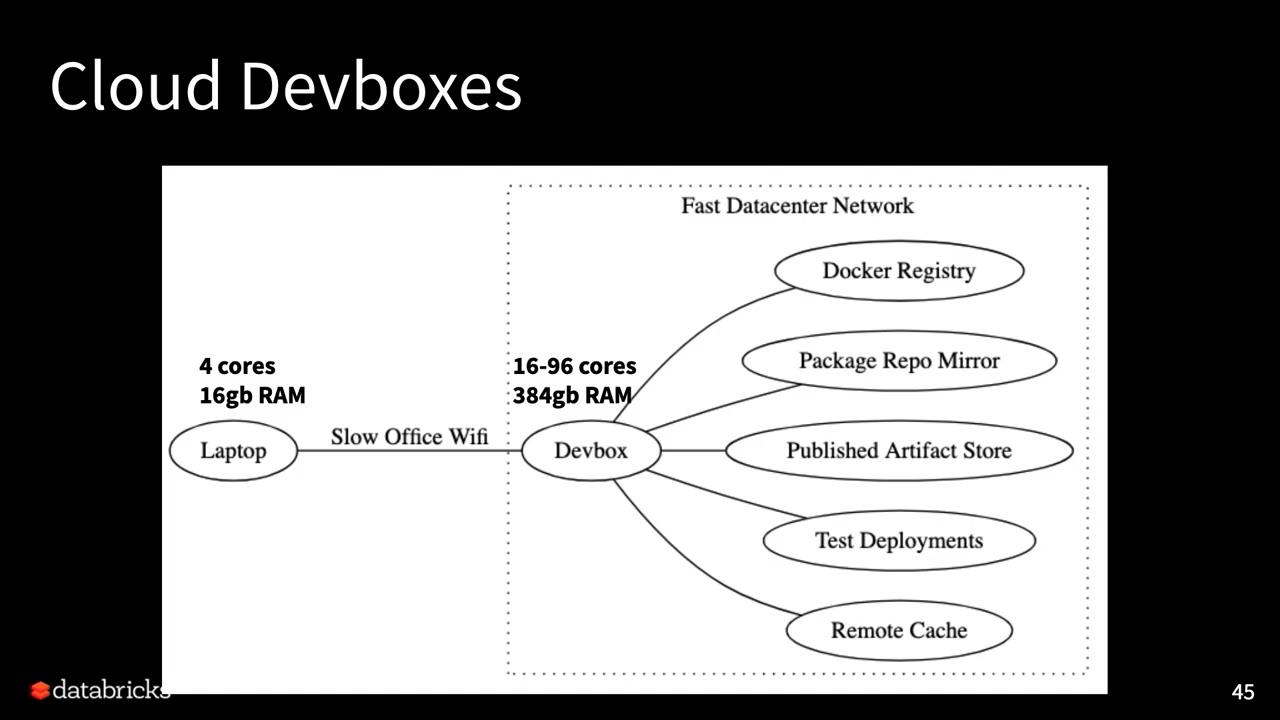 Cloud Devboxes
Fast Datacenter Network
Docker Registry
Package Repo Mirror
4 cores
16gb RAM
16-96 cores
384gb RAM
Laptop
Slow Office Wifi
Devbox
Published Artifact Store
Test Deployments
Remote Cache
databricks
45